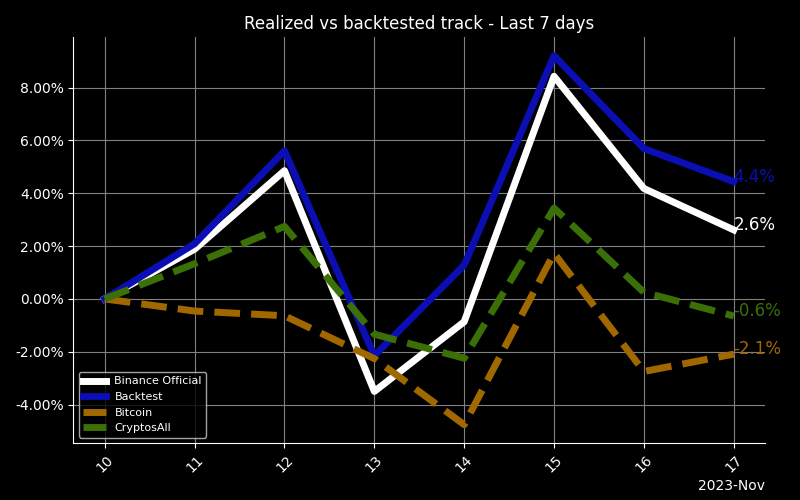 Realized vs backtested track - Last 7 days
8.00%
6.00%
4.00%
2.00%
0.00%
-2.00%
-4.00%
4.4%
2.6%
-0.6%
-2.1%
Binance Official
Backtest
Bitcoin
CryptosAll
10 11 12 13 14 15 16 17
2023-Nov